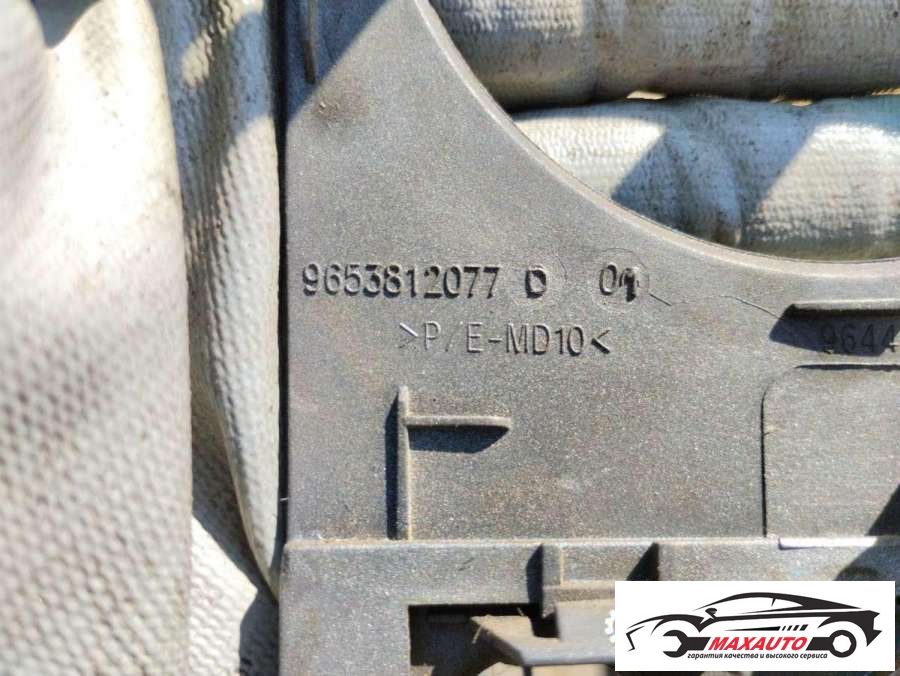 9653812077 D 01
>P/E-MD10<
9644
MAXAUTO
гарантия качества и высокого сервиса